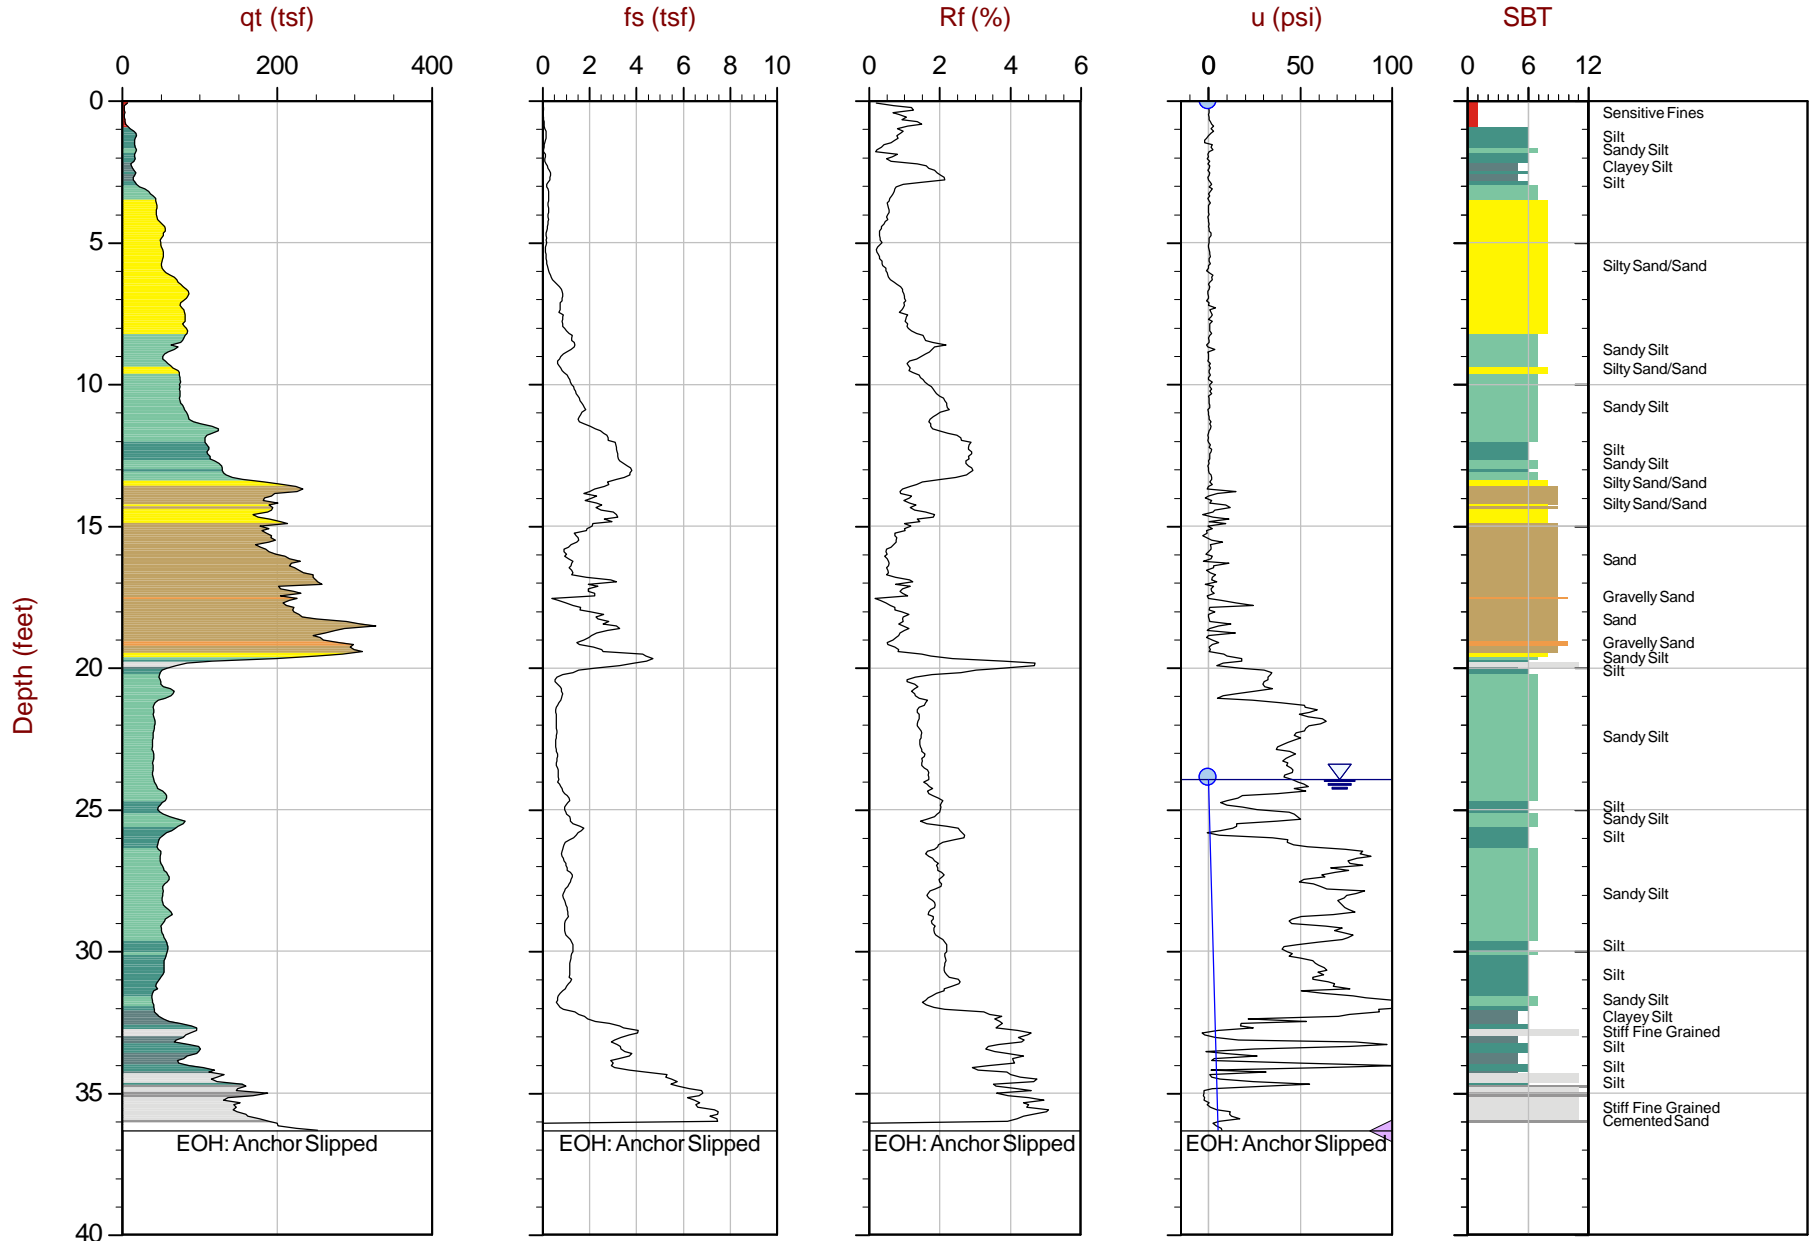 qt (tsf) fs (tsf) Rf (%) u (psi) SBT
0 200 400 0 2 4 6 8 10 0 2 4 6 0 50 100 0 6 12
0
Sensitive Fines
Silt
Sandy Silt
Clayey Silt
Silt
5
Silty Sand/Sand
Sandy Silt
Silty Sand/Sand
10
Sandy Silt
Silt
Sandy Silt
Silty Sand/Sand
Silty Sand/Sand
15
Sand
Gravelly Sand
Sand
Gravelly Sand
Sandy Silt
20
Silt
Depth (feet)
Sandy Silt
25
Silt
Sandy Silt
Silt
Sandy Silt
30
Silt
Silt
Sandy Silt
Clayey Silt
Stiff Fine Grained
Silt
Silt
Silt
35
Stiff Fine Grained
Cemented Sand
EOH: Anchor Slipped EOH: Anchor Slipped EOH: Anchor Slipped EOH: Anchor Slipped
40